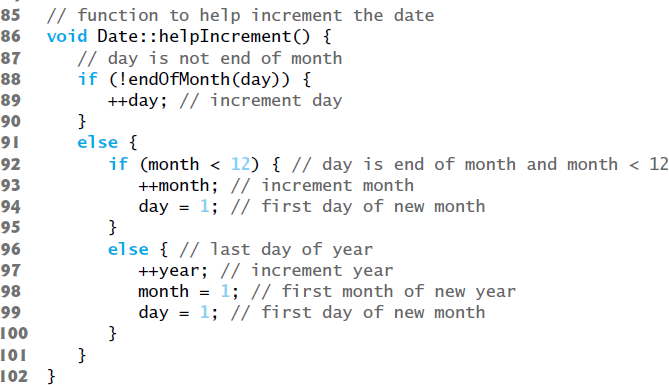 85 // function to help increment the date
86 void Date::helpIncrement() {
87    // day is not end of month
88    if (!endOfMonth(day)) {
89       ++day; // increment day
90    }
91    else {
92       if (month < 12) { // day is end of month and month < 12
93          ++month; // increment month
94          day = 1; // first day of new month
95       }
96       else { // last day of year
97          ++year; // increment year
98          month = 1; // first month of new year
99          day = 1; // first day of new month
100       }
101    }
102 }